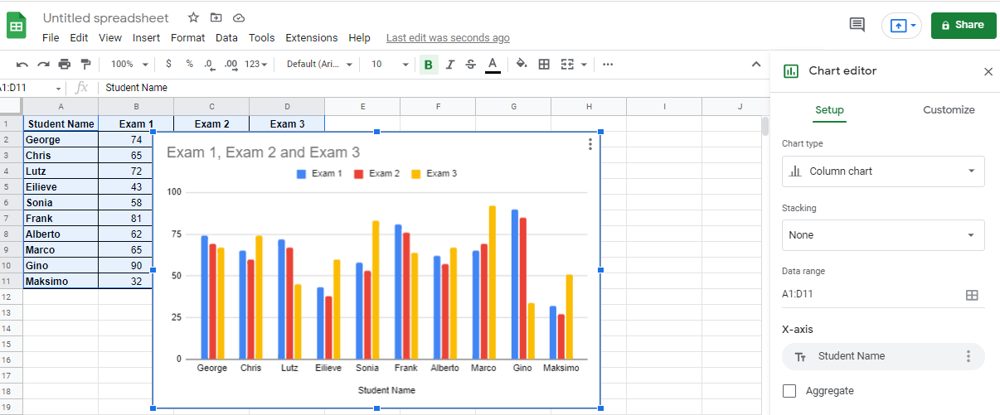 Untitled spreadsheet
File Edit View Insert Format Data Tools Extensions Help Last edit was seconds ago
Share
100% $ % .0 .00 123 Default (Ari... 10 B I S A ...
A1:D11 fx Student Name
Chart editor
Setup Customize
A B C D E F G H I J
1 Student Name Exam 1 Exam 2 Exam 3
2 George 74
3 Chris 65
4 Lutz 72
5 Eilieve 43
6 Sonia 58
7 Frank 81
8 Alberto 62
9 Marco 65
10 Gino 90
11 Maksimo 32
12
13
14
15
16
17
18
19
Exam 1, Exam 2 and Exam 3
Exam 1 Exam 2 Exam 3
100
75
50
25
0
George Chris Lutz Eilieve Sonia Frank Alberto Marco Gino Maksimo
Student Name
Chart type
Column chart
Stacking
None
Data range
A1:D11
X-axis
Tт Student Name
Aggregate